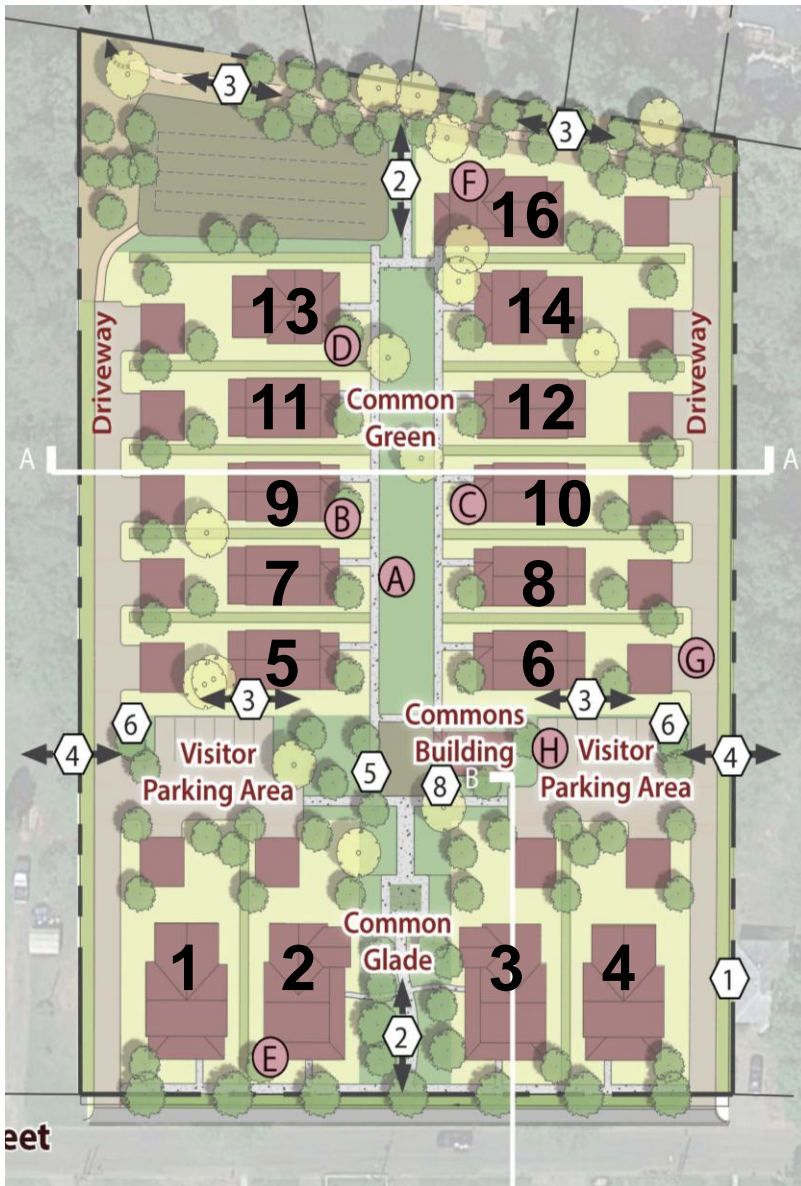 3
3
2
F
16
13
14
D
Driveway
Driveway
11
Common
Green
12
A
A
9
B
C
10
A
7
8
5
6
G
3
3
6
Commons
Building
6
4
Visitor
Parking Area
5
8
B
H
Visitor
Parking Area
4
Common
Glade
1
2
3
4
1
2
E
eet